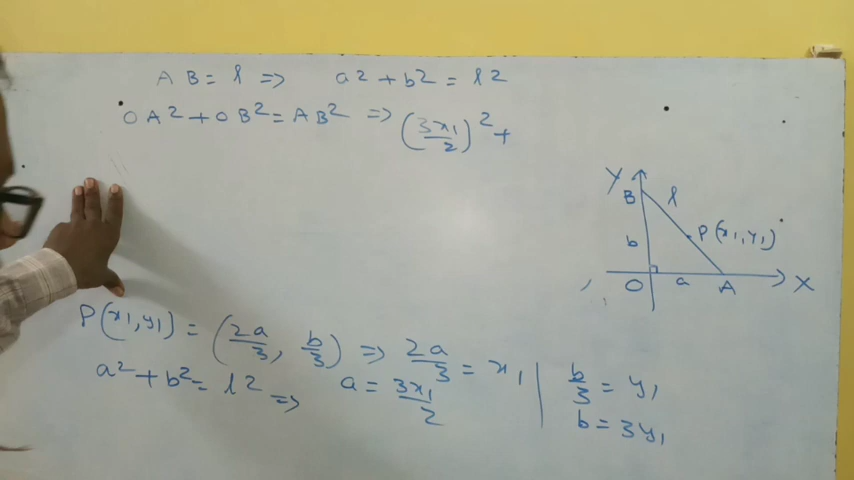 AB = l => a² + b² = l²
OA² + OB² = AB² => (3x₁/2)² +
Y
B
l
b
P(x₁,y₁)
O
a
A
X
P(x₁,y₁) = (2a/3, b/3) => 2a/3 = x₁ | b/3 = y₁
a² + b² = l² => a = 3x₁/2 | b = 3y₁